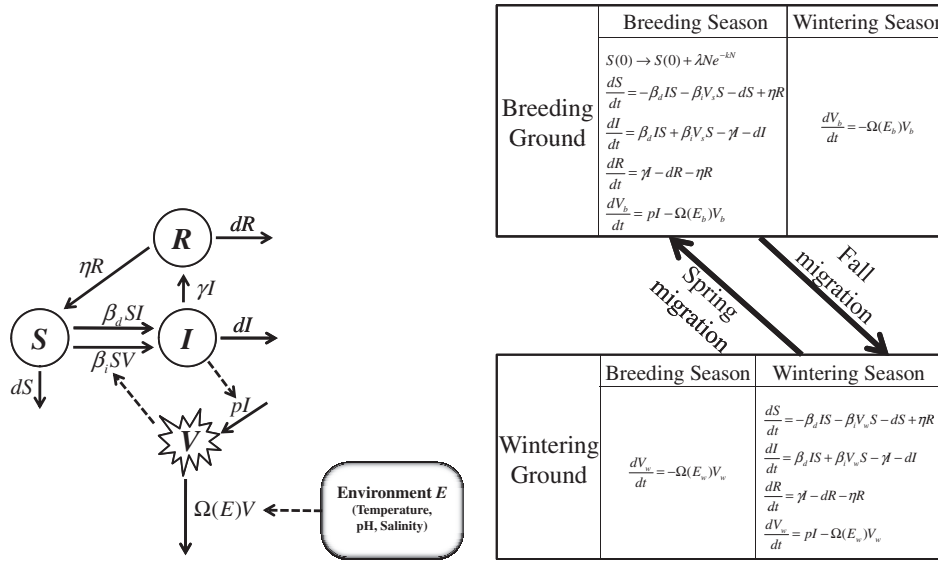 R
dR
ηR
γI
S
β_d SI
I
dI
β_i SV
dS
pI
V
Ω(E)V
Environment E
(Temperature,
pH, Salinity)
Breeding Season
Wintering Season
Breeding
Ground
S(0) → S(0) + λNe^{-kN}
dS/dt = -β_d IS - β_i V_s S - dS + ηR
dI/dt = β_d IS + β_i V_s S - γI - dI
dR/dt = γI - dR - ηR
dV_b/dt = pI - Ω(E_b)V_b
dV_b/dt = -Ω(E_b)V_b
Spring
migration
Fall
migration
Breeding Season
Wintering Season
Wintering
Ground
dV_w/dt = -Ω(E_w)V_w
dS/dt = -β_d IS - β_i V_w S - dS + ηR
dI/dt = β_d IS + β_i V_w S - γI - dI
dR/dt = γI - dR - ηR
dV_w/dt = pI - Ω(E_w)V_w